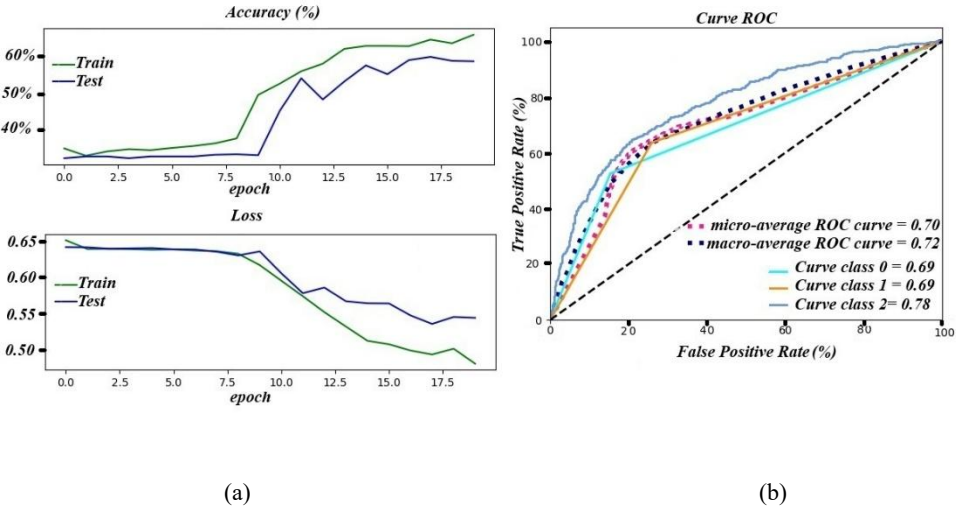 Accuracy (%)
60%
50%
40%
Train
Test
0.0 2.5 5.0 7.5 10.0 12.5 15.0 17.5
epoch
Loss
0.65
0.60
0.55
0.50
Train
Test
0.0 2.5 5.0 7.5 10.0 12.5 15.0 17.5
epoch
(a)
Curve ROC
True Positive Rate (%)
100
80
60
40
20
0
micro-average ROC curve = 0.70
macro-average ROC curve = 0.72
Curve class 0 = 0.69
Curve class 1= 0.69
Curve class 2= 0.78
0 20 40 60 80 100
False Positive Rate (%)
(b)